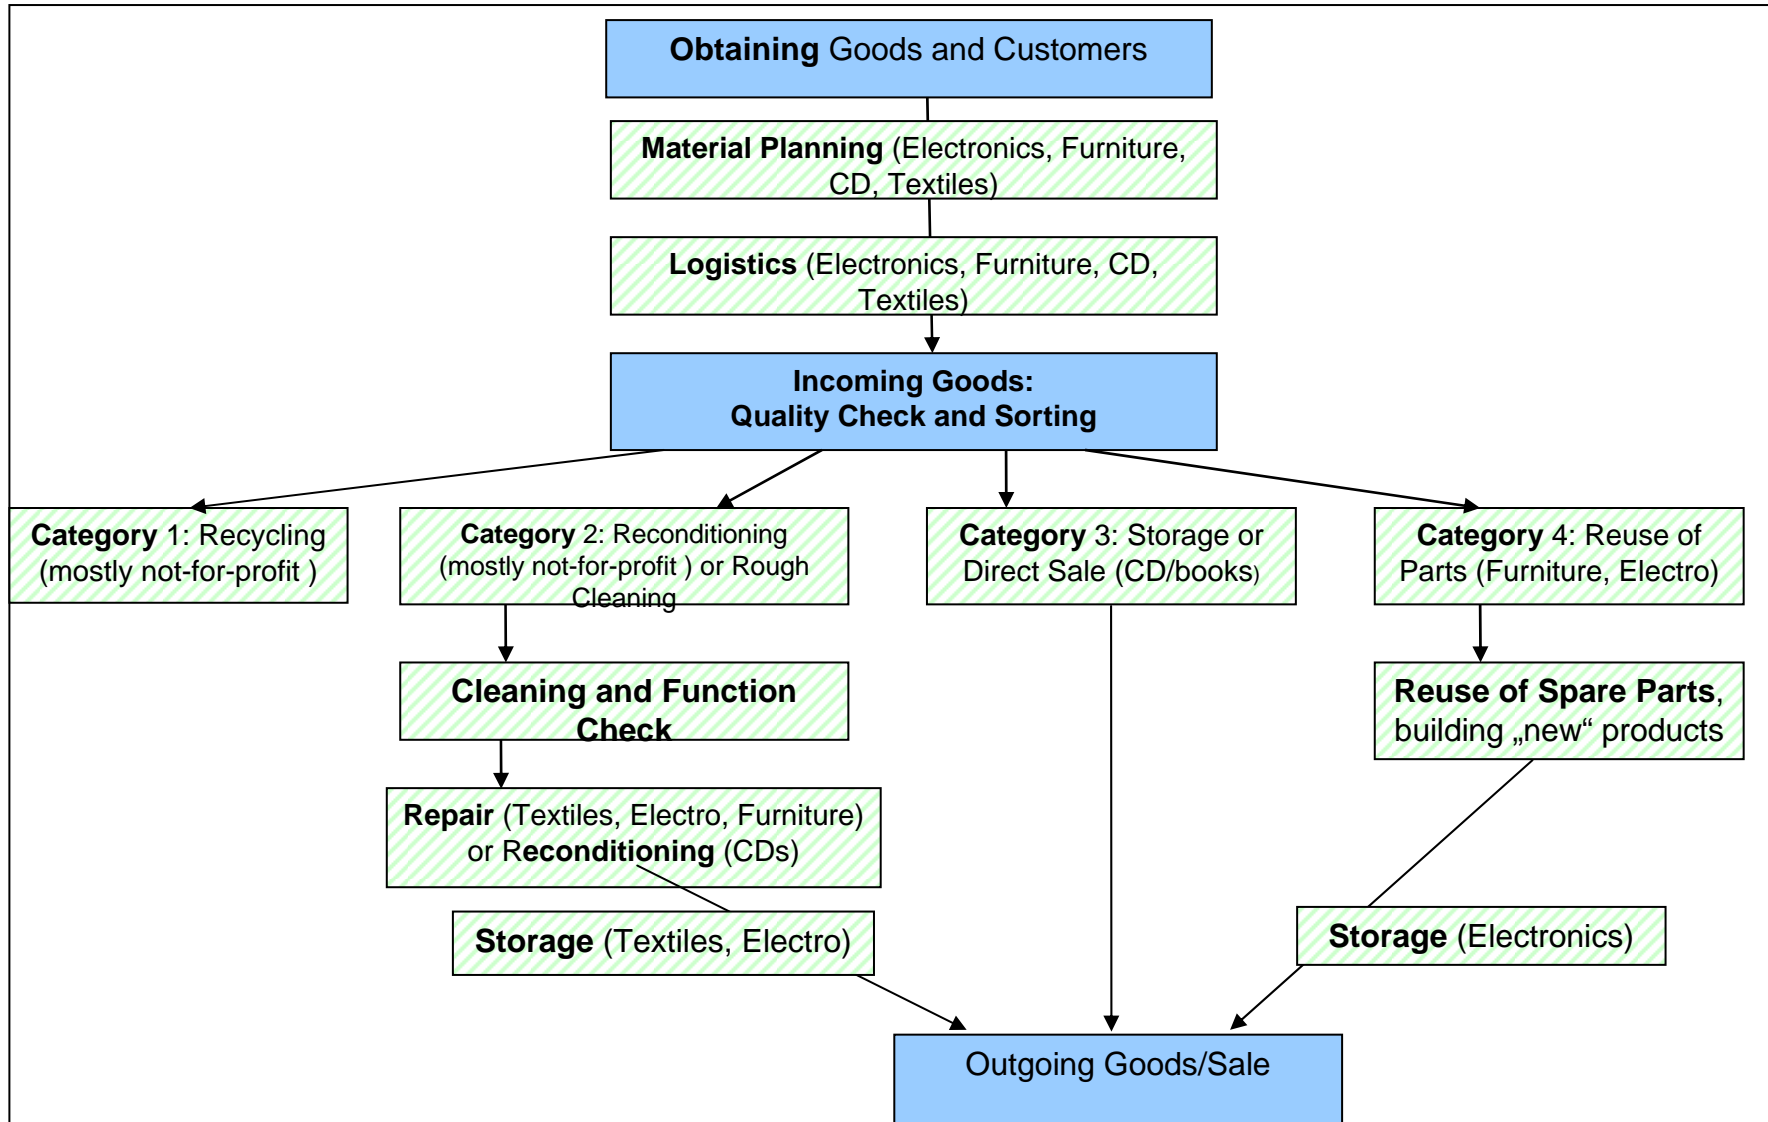 Obtaining Goods and Customers
Material Planning (Electronics, Furniture,
CD, Textiles)
Logistics (Electronics, Furniture, CD,
Textiles)
Incoming Goods:
Quality Check and Sorting
Category 1: Recycling
(mostly not-for-profit )
Category 2: Reconditioning
(mostly not-for-profit ) or Rough
Cleaning
Category 3: Storage or
Direct Sale (CD/books)
Category 4: Reuse of
Parts (Furniture, Electro)
Cleaning and Function
Check
Reuse of Spare Parts,
building „new“ products
Repair (Textiles, Electro, Furniture)
or Reconditioning (CDs)
Storage (Textiles, Electro)
Storage (Electronics)
Outgoing Goods/Sale